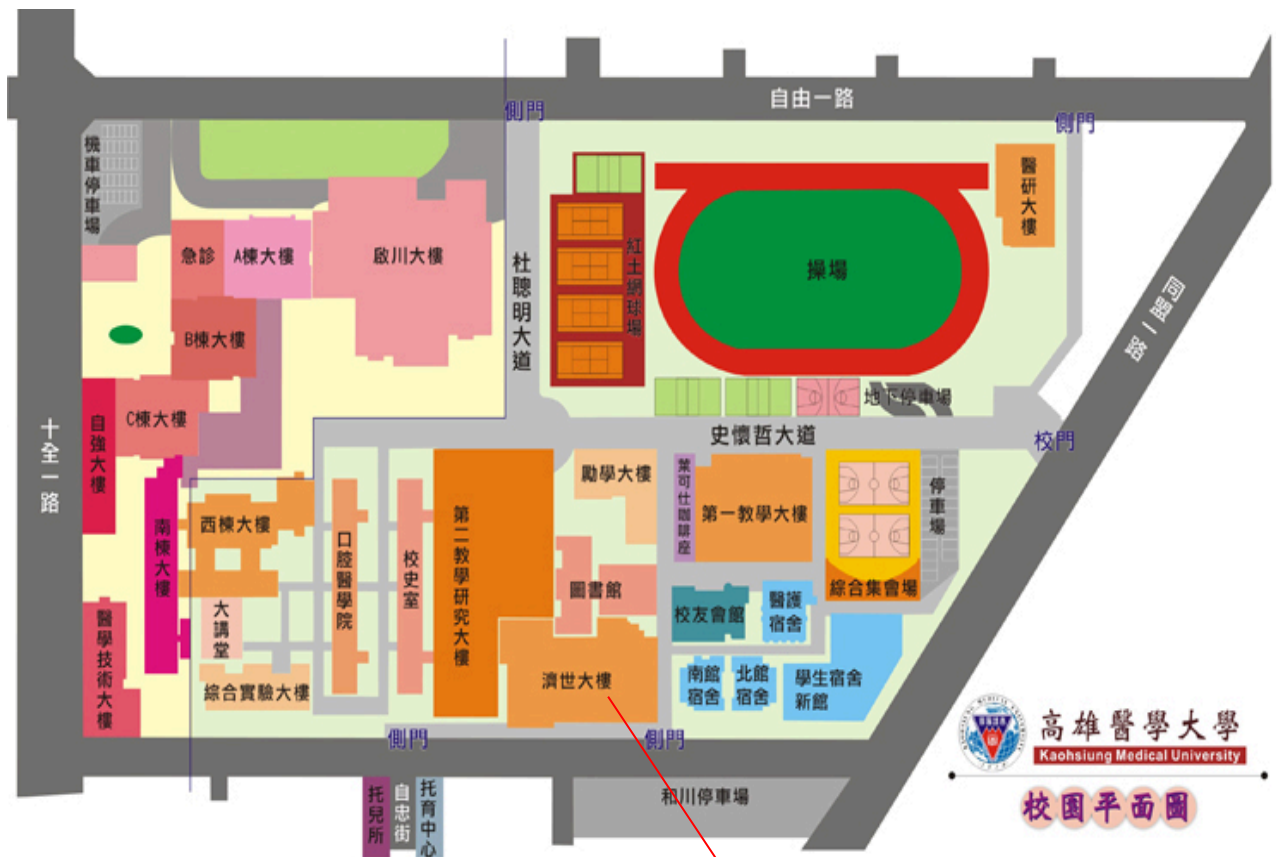 自由一路
側門
側門
機車停車場
醫研大樓
急診
A棟大樓
啟川大樓
杜聰明大道
紅土網球場
操場
同盟一路
B棟大樓
C棟大樓
自強大樓
十全一路
地下停車場
史懷哲大道
校門
南棟大樓
西棟大樓
口腔醫學院
校史室
第二教學研究大樓
勵學大樓
葉可仕咖啡座
第一教學大樓
停車場
圖書館
綜合集會場
大講堂
校友會館
醫護
宿舍
醫學技術大樓
綜合實驗大樓
濟世大樓
南館
宿舍
北館
宿舍
學生宿舍
新館
側門
側門
托兒所
自忠街
托育中心
和川停車場
高雄醫學大學
Kaohsiung Medical University
校園平面圖